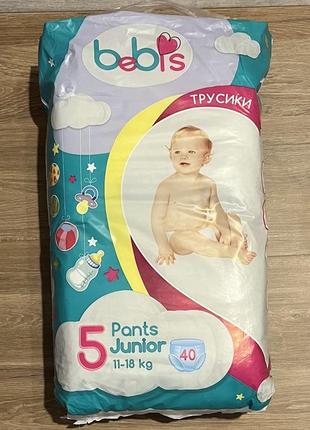 bebis
ТРУСИКИ
5 Pants
Junior
11-18 kg
40